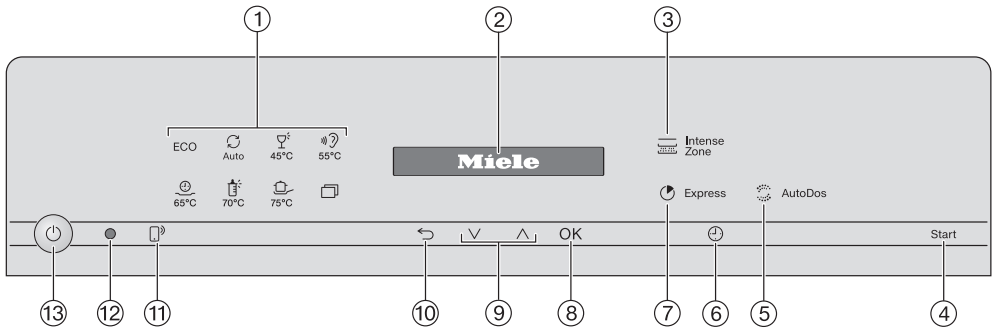 ① ② ③
ECO
Auto
45°C
55°C
65°C
70°C
75°C
Miele
Intense
Zone
Express
AutoDos
OK
Start
⑬ ⑫ ⑪ ⑩ ⑨ ⑧ ⑦ ⑥ ⑤ ④